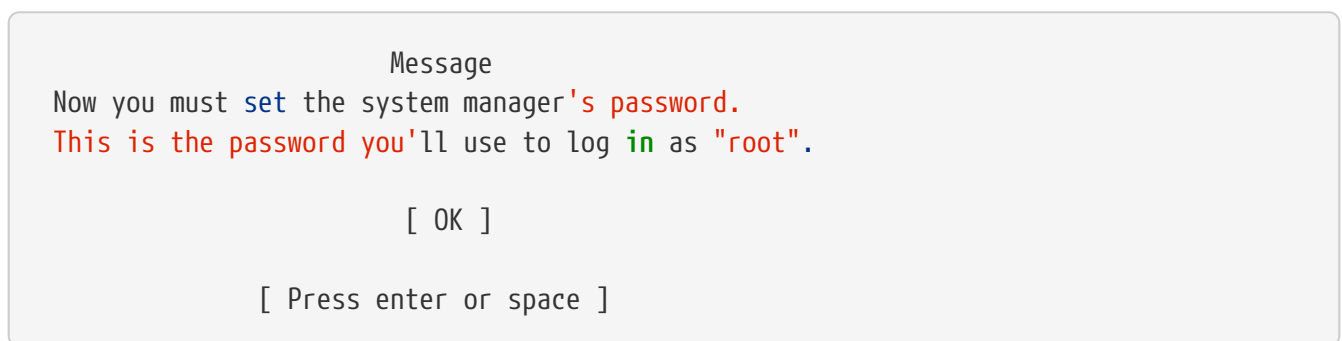 Message
Now you must set the system manager's password.
This is the password you'll use to log in as "root".
[ OK ]
[ Press enter or space ]